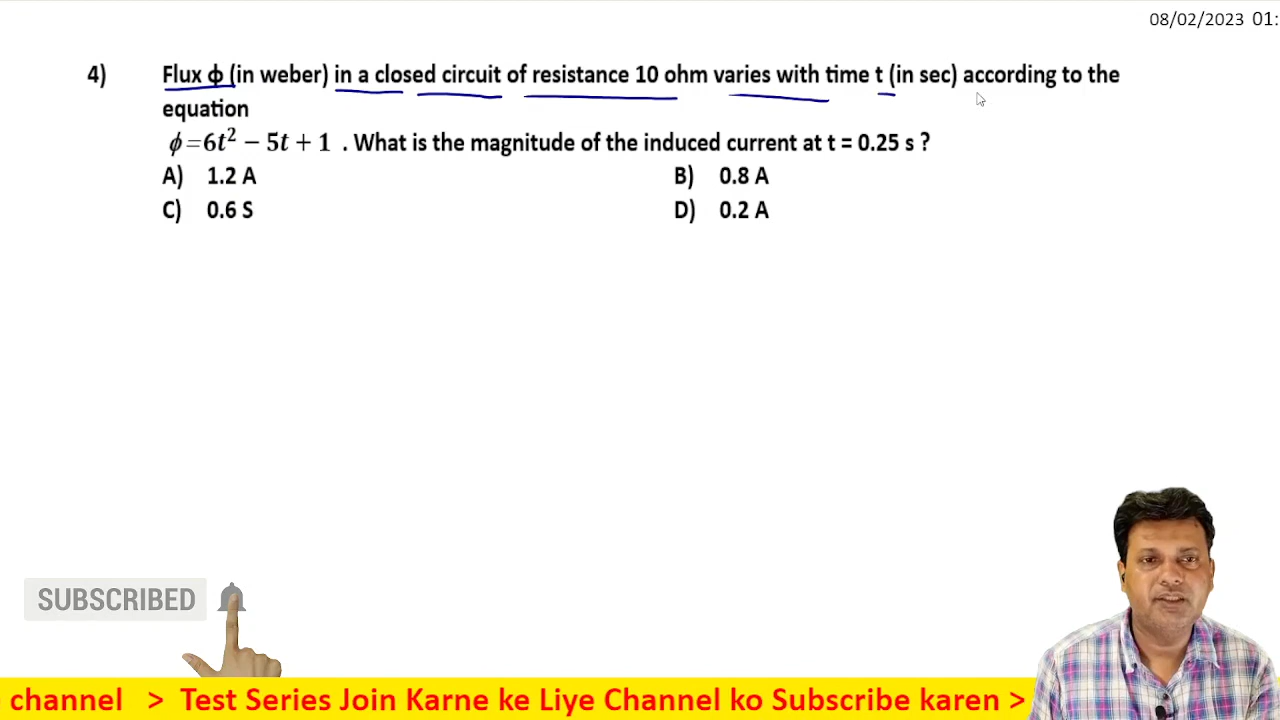 08/02/2023 01:
4) Flux ϕ (in weber) in a closed circuit of resistance 10 ohm varies with time t (in sec) according to the
equation
ϕ=6t² − 5t + 1 . What is the magnitude of the induced current at t = 0.25 s ?
A) 1.2 A B) 0.8 A
C) 0.6 S D) 0.2 A
SUBSCRIBED
channel > Test Series Join Karne ke Liye Channel ko Subscribe karen >